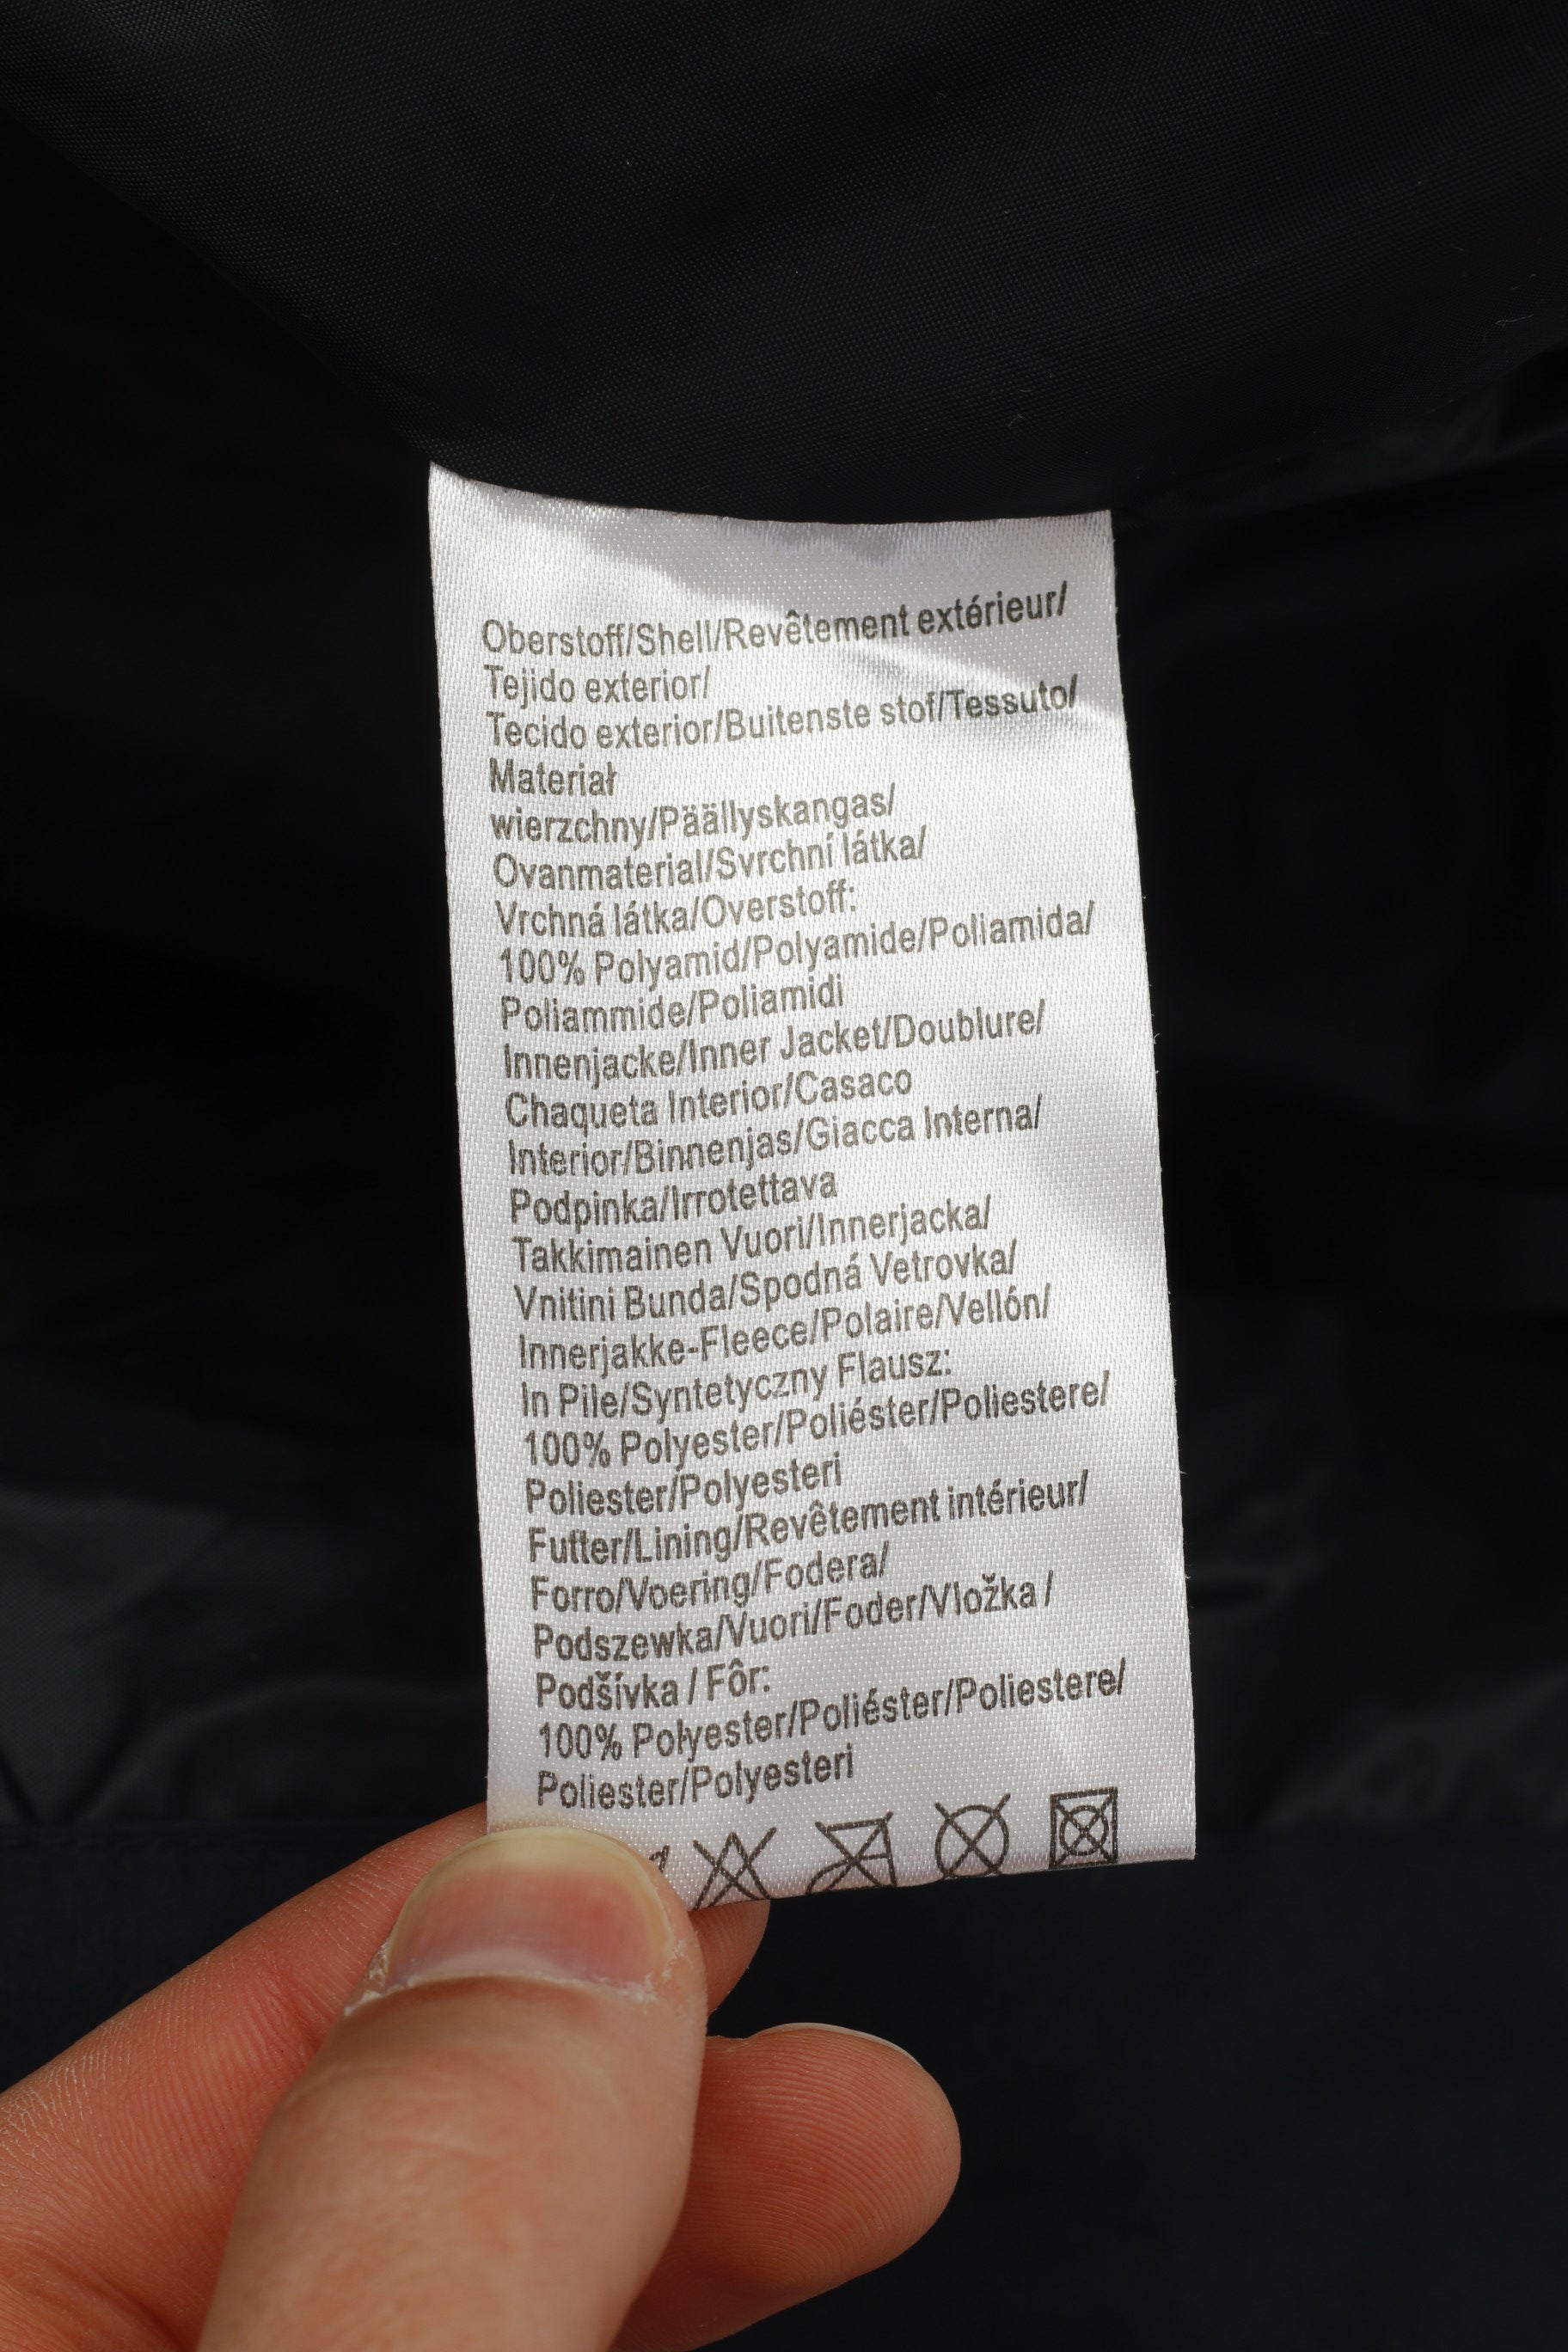 Oberstoff/Shell/Revêtement extérieur/
Tejido exterior/
Tecido exterior/Buitenste stof/Tessuto/
Materiał
wierzchny/Päällyskangas/
Ovanmaterial/Svrchní látka/
Vrchná látka/Overstoff:
100% Polyamid/Polyamide/Poliamida/
Poliammide/Poliamidi
Innenjacke/Inner Jacket/Doublure/
Chaqueta Interior/Casaco
Interior/Binnenjas/Giacca Interna/
Podpinka/Irrotettava
Takkimainen Vuori/Innerjacka/
Vnitini Bunda/Spodná Vetrovka/
Innerjakke-Fleece/Polaire/Vellón/
In Pile/Syntetyczny Flausz:
100% Polyester/Poliéster/Poliestere/
Poliester/Polyesteri
Futter/Lining/Revêtement intérieur/
Forro/Voering/Fodera/
Podszewka/Vuori/Foder/Vložka /
Podšívka / Fôr:
100% Polyester/Poliéster/Poliestere/
Poliester/Polyesteri